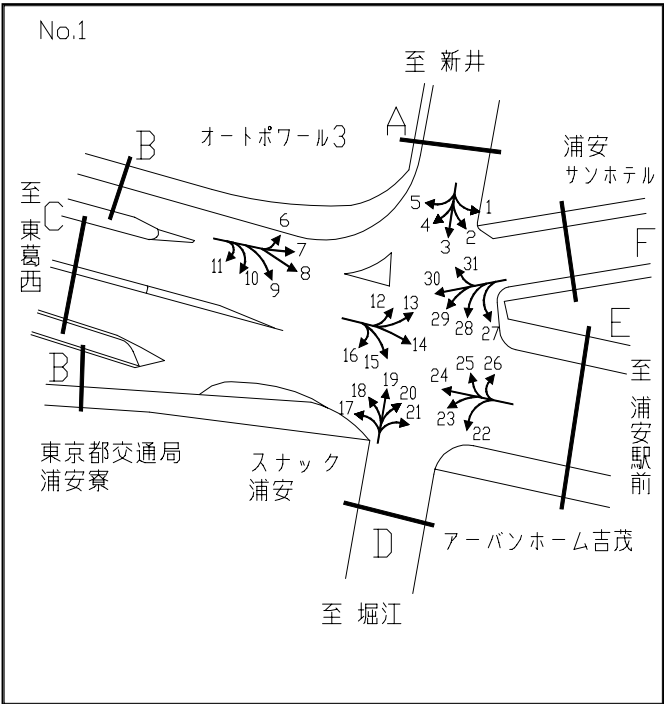 No.1
至 新井
A
オートポワール3
B
浦安
サンホテル
至 東葛西
C
F
E
B
至 浦安駅前
東京都交通局
浦安寮
スナック
浦安
D
アーバンホーム吉茂
至 堀江
1
2
3
4
5
6
7
8
9
10
11
12
13
14
15
16
17
18
19
20
21
22
23
24
25
26
27
28
29
30
31